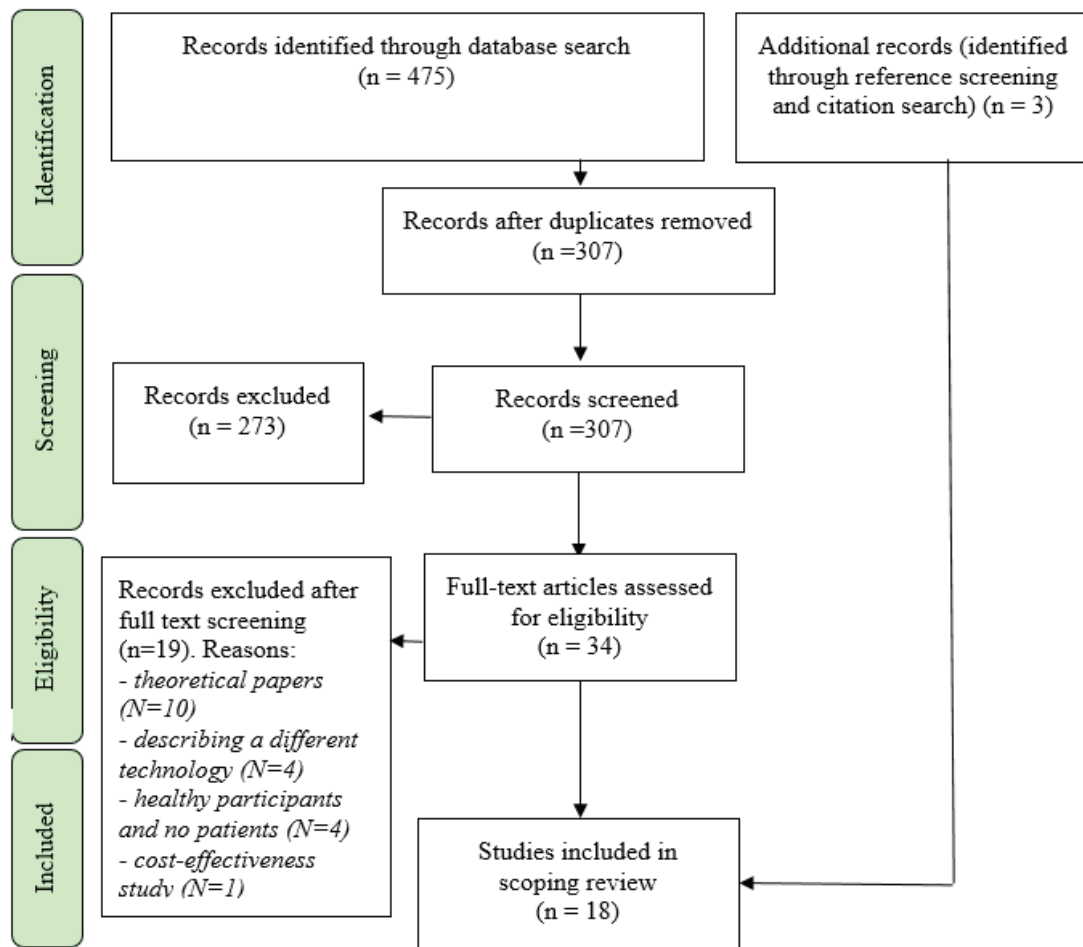 Identification
Records identified through database search
(n = 475)
Additional records (identified
through reference screening
and citation search) (n = 3)
Records after duplicates removed
(n =307)
Screening
Records excluded
(n = 273)
Records screened
(n =307)
Eligibility
Records excluded after
full text screening
(n=19). Reasons:
- theoretical papers
(N=10)
- describing a different
technology (N=4)
- healthy participants
and no patients (N=4)
- cost-effectiveness
study (N=1)
Full-text articles assessed
for eligibility
(n = 34)
Included
Studies included in
scoping review
(n = 18)